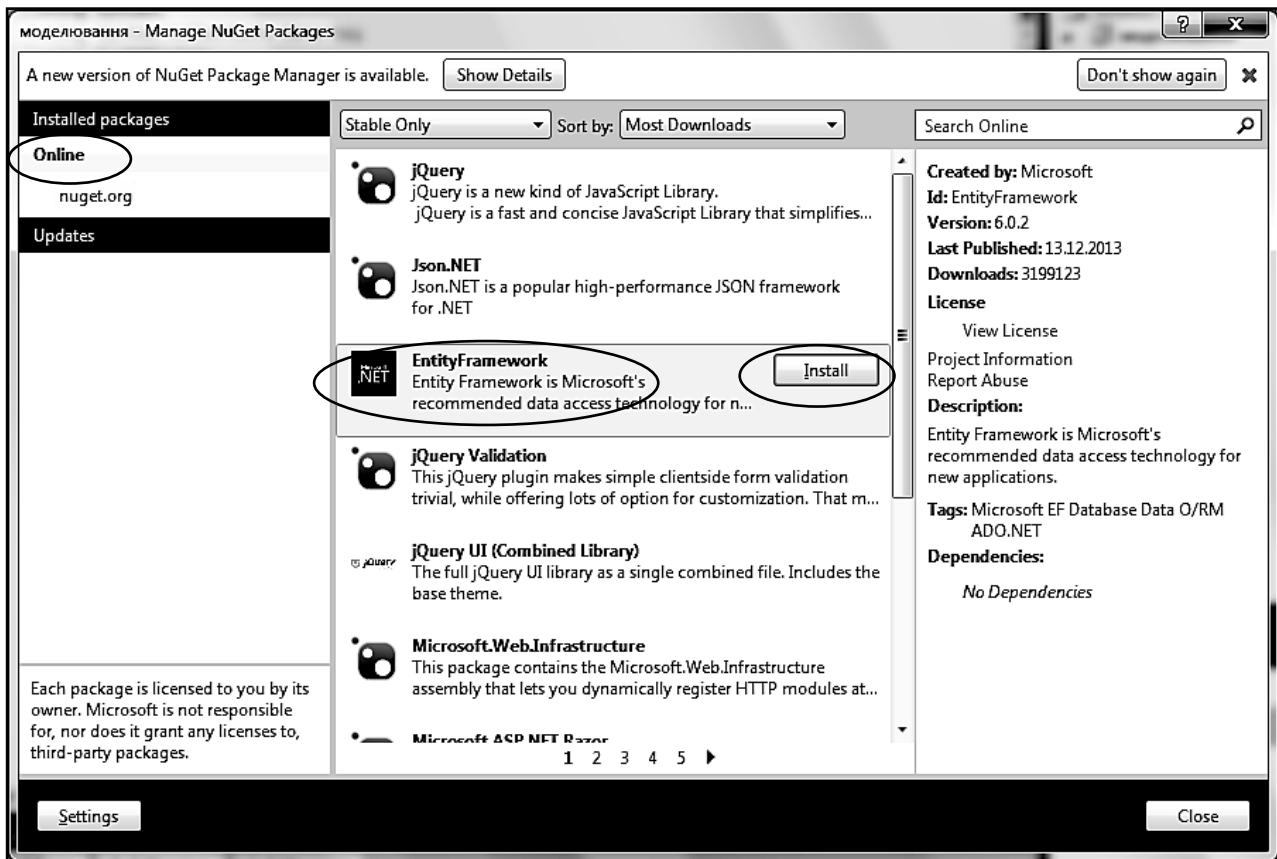 моделювання - Manage NuGet Packages
A new version of NuGet Package Manager is available.
Show Details
Don't show again
Installed packages
Online
nuget.org
Updates
Each package is licensed to you by its
owner. Microsoft is not responsible
for, nor does it grant any licenses to,
third-party packages.
Stable Only
Sort by: Most Downloads
jQuery
jQuery is a new kind of JavaScript Library.
jQuery is a fast and concise JavaScript Library that simplifies...
Json.NET
Json.NET is a popular high-performance JSON framework
for .NET
Microsoft
.NET
EntityFramework
Entity Framework is Microsoft's
recommended data access technology for n...
Install
jQuery Validation
This jQuery plugin makes simple clientside form validation
trivial, while offering lots of option for customization. That m...
jQuery
jQuery UI (Combined Library)
The full jQuery UI library as a single combined file. Includes the
base theme.
Microsoft.Web.Infrastructure
This package contains the Microsoft.Web.Infrastructure
assembly that lets you dynamically register HTTP modules at...
Microsoft ASP.NET Razor
1 2 3 4 5
Search Online
Created by: Microsoft
Id: EntityFramework
Version: 6.0.2
Last Published: 13.12.2013
Downloads: 3199123
License
View License
Project Information
Report Abuse
Description:
Entity Framework is Microsoft's
recommended data access technology for
new applications.
Tags: Microsoft EF Database Data O/RM
ADO.NET
Dependencies:
No Dependencies
Settings
Close